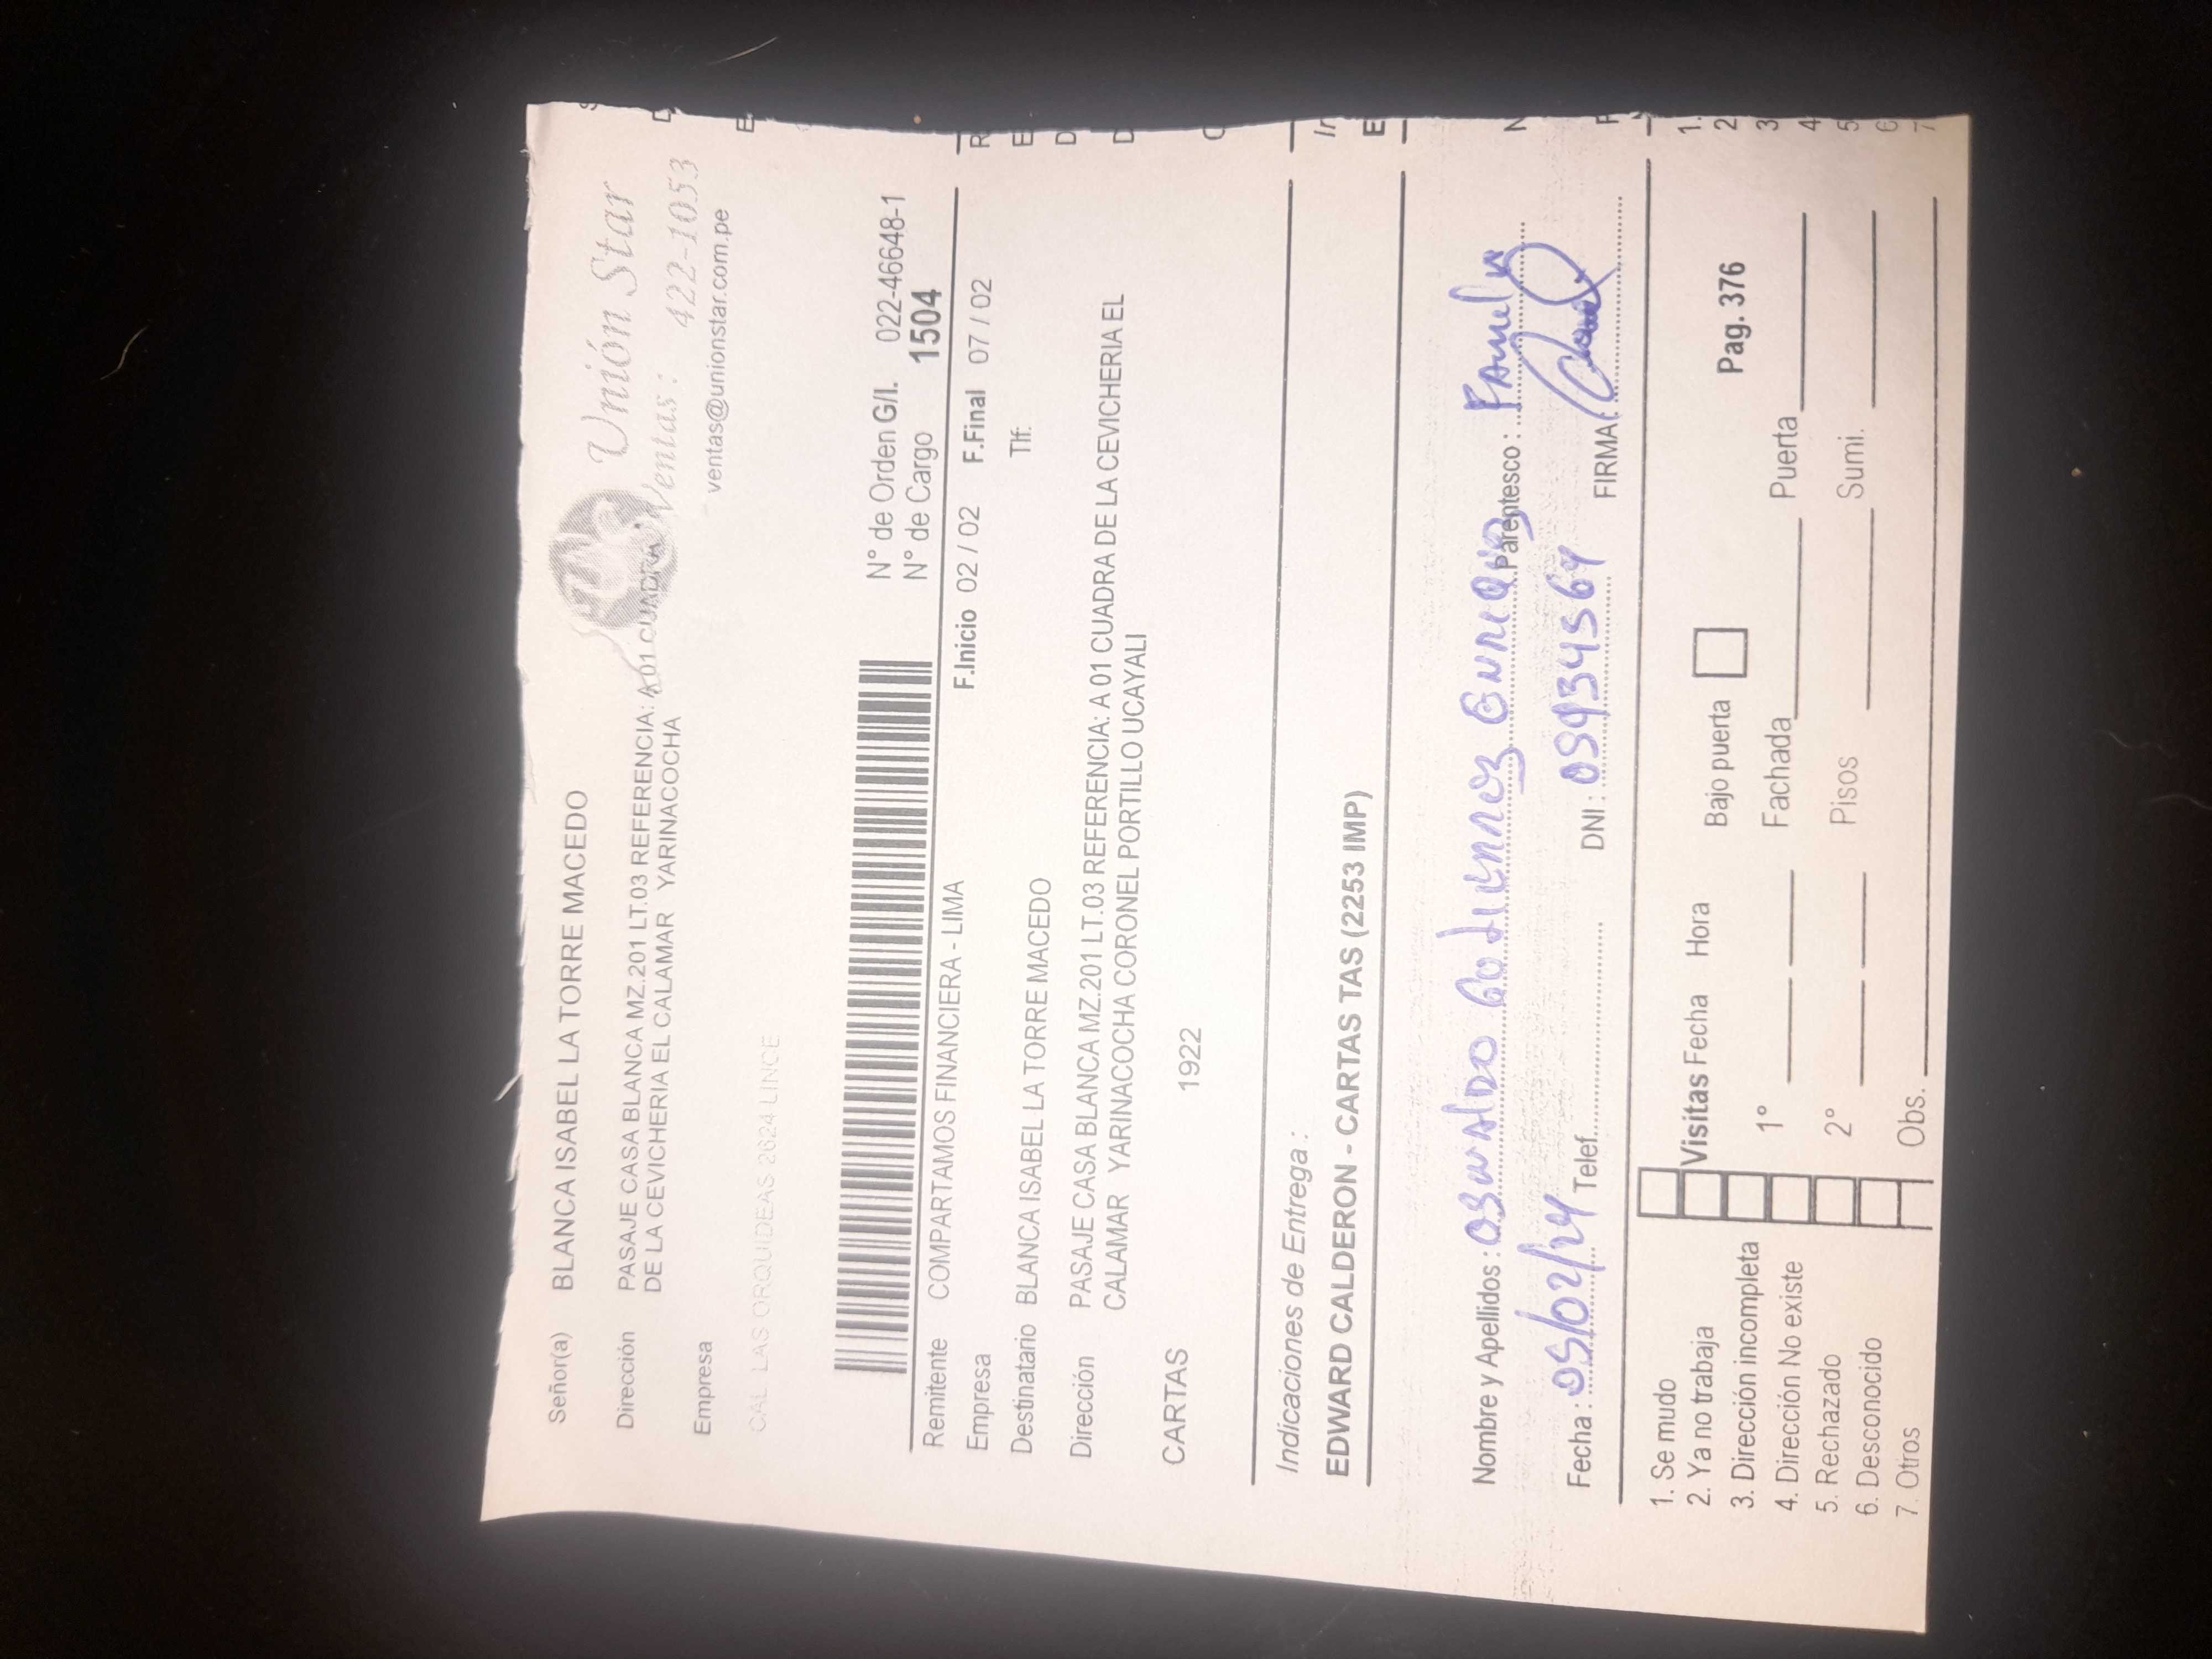 Señor(a) BLANCA ISABEL LA TORRE MACEDO
Unión Star
Dirección PASAJE CASA BLANCA MZ.201 LT.03 REFERENCIA: A 01 CUADRA
DE LA CEVICHERIA EL CALAMAR YARINACOCHA
Ventas : 422-1053
Empresa
ventas@unionstar.com.pe
CAL LAS ORQUIDEAS 2624 LINCE
N° de Orden G/I. 022-46648-1
N° de Cargo 1504
Remitente COMPARTAMOS FINANCIERA - LIMA
Empresa F.Inicio 02 / 02 F.Final 07 / 02
Destinatario BLANCA ISABEL LA TORRE MACEDO Tlf:
Dirección PASAJE CASA BLANCA MZ.201 LT.03 REFERENCIA: A 01 CUADRA DE LA CEVICHERIA EL
CALAMAR YARINACOCHA CORONEL PORTILLO UCAYALI
CARTAS 1922
Indicaciones de Entrega :
EDWARD CALDERON - CARTAS TAS (2253 IMP)
Nombre y Apellidos : Parentesco :
Fecha : 05/02/24 Telef. DNI : FIRMA
1. Se mudo
2. Ya no trabaja Visitas Fecha Hora Bajo puerta Pag. 376
3. Dirección incompleta
4. Dirección No existe 1° Fachada Puerta
5. Rechazado 2° Pisos Sumi.
6. Desconocido
7. Otros Obs.